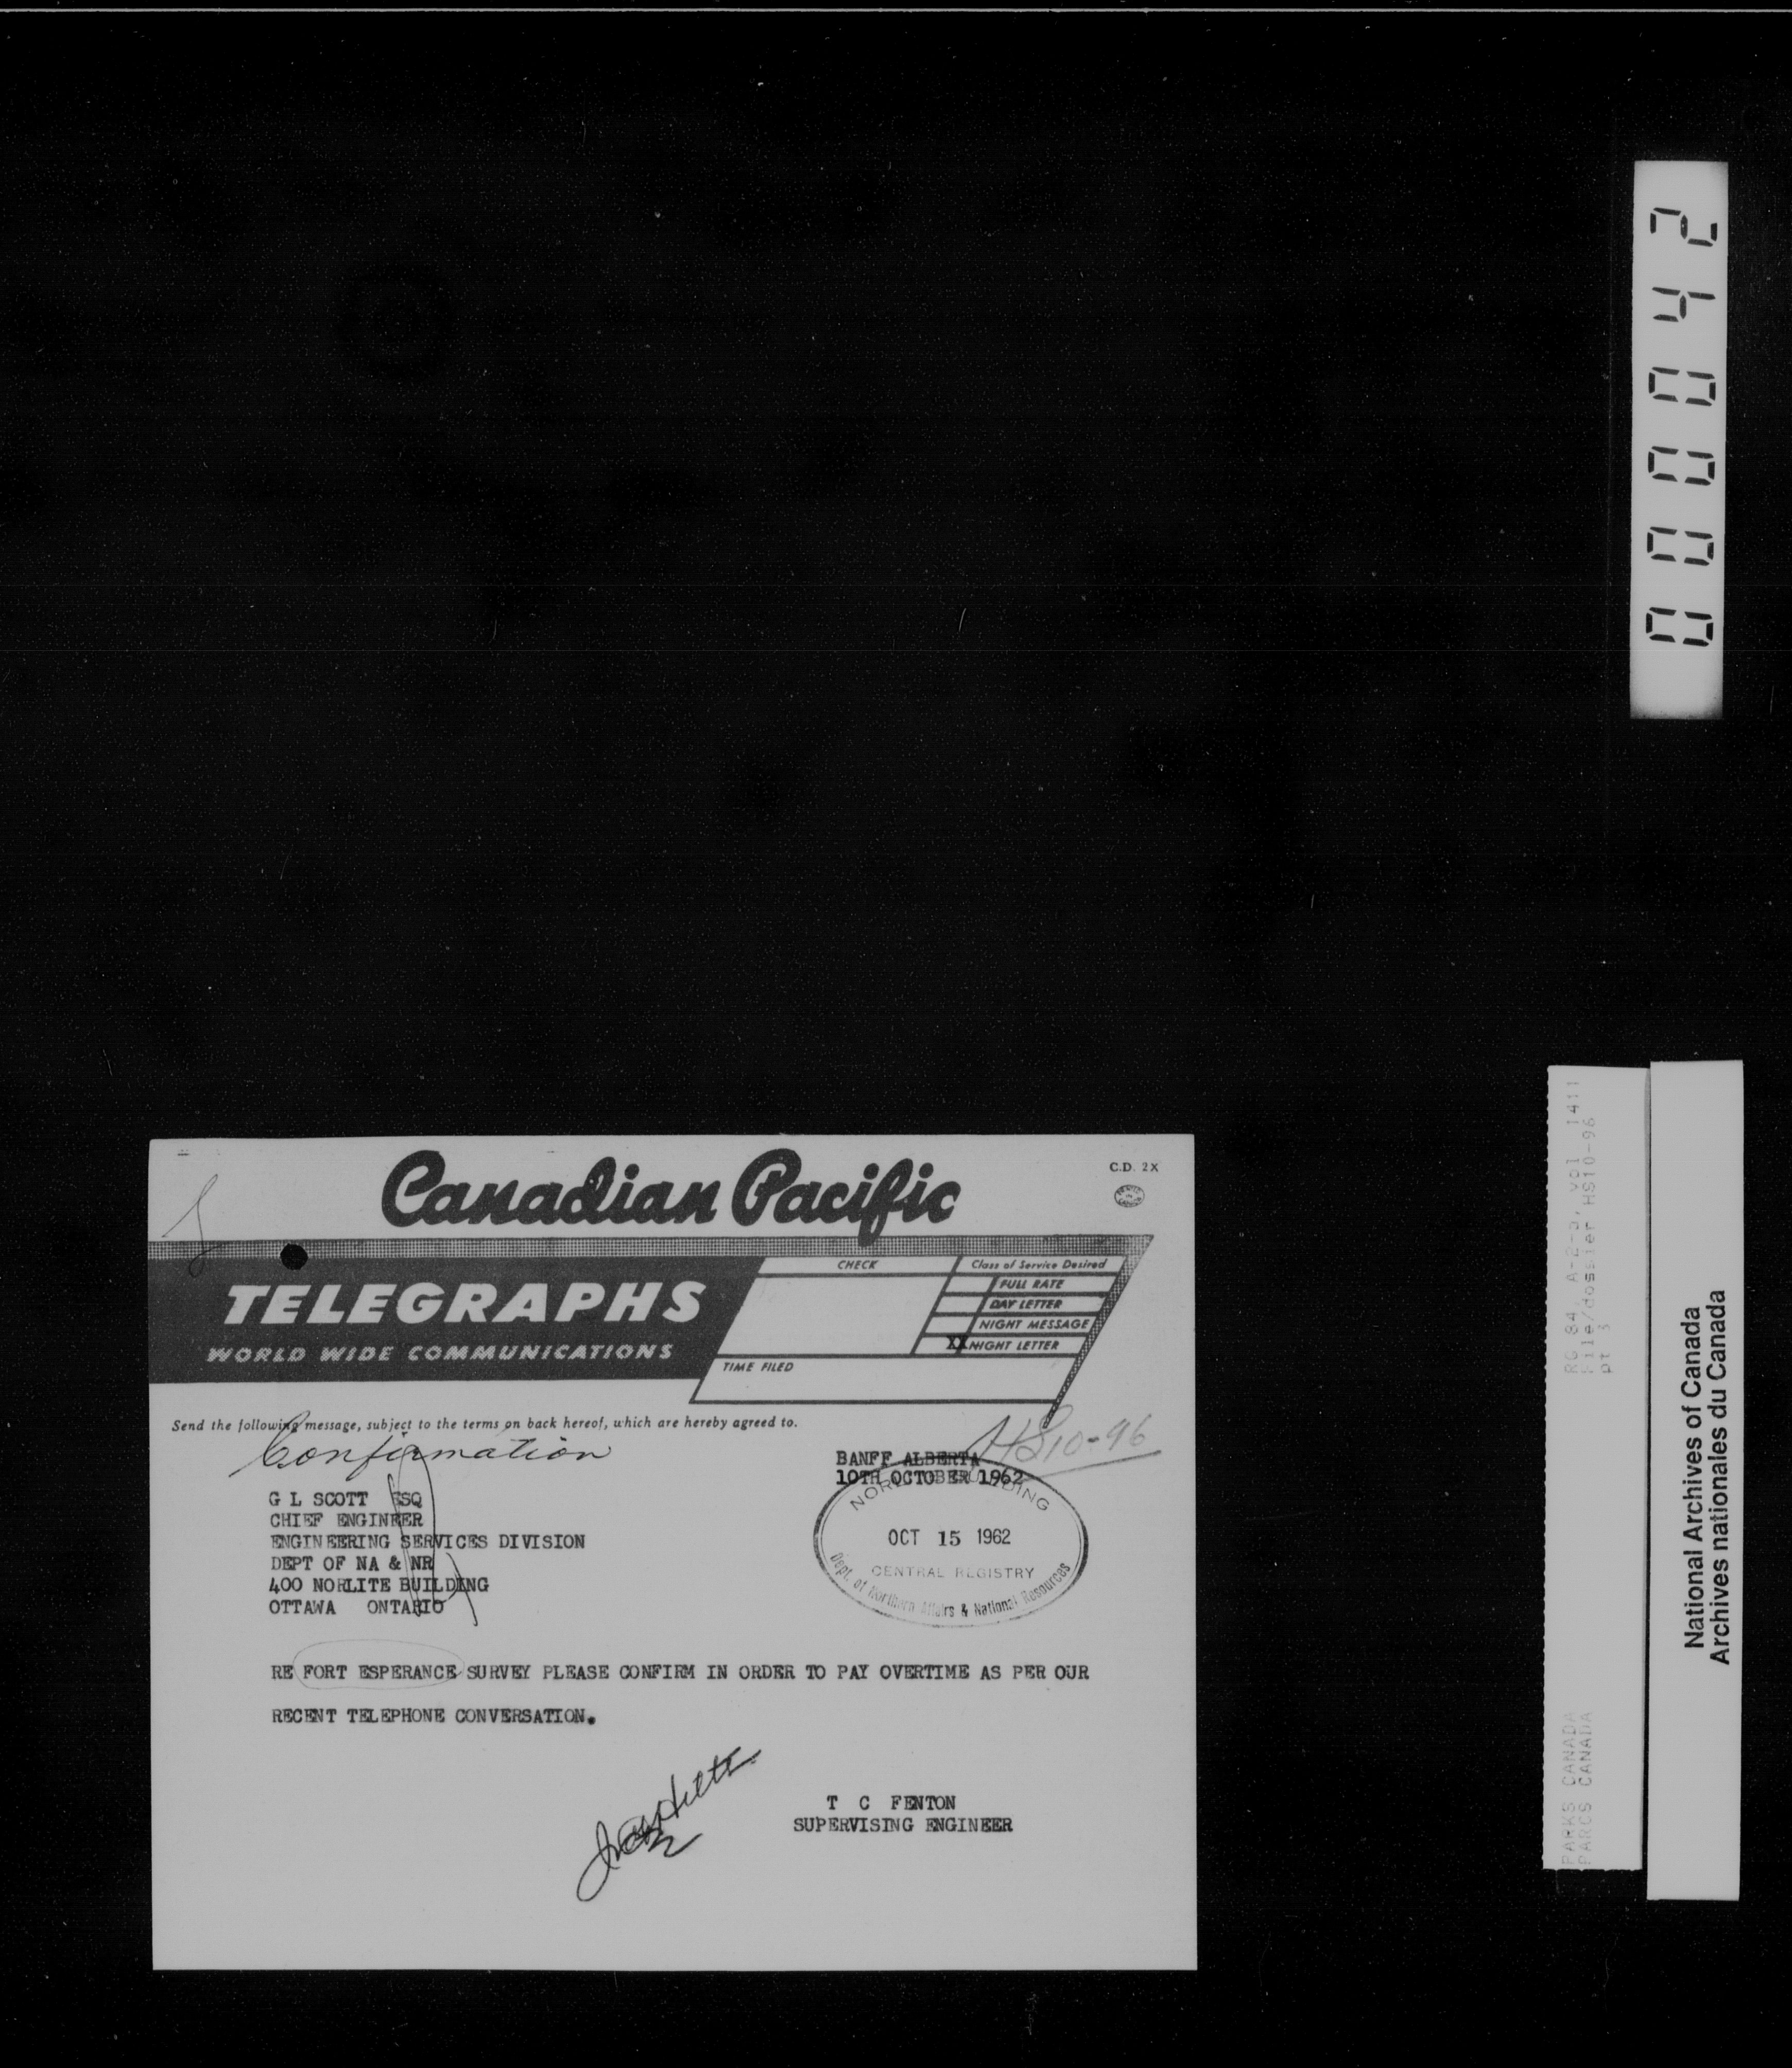 Canadian Pacific
C.D. 2X
TELEGRAPHS
WORLD WIDE COMMUNICATIONS
CHECK
Class of Service Desired
FULL RATE
DAY LETTER
NIGHT MESSAGE
XX NIGHT LETTER
TIME FILED
Send the following message, subject to the terms on back hereof, which are hereby agreed to.
Confirmation
HS10-96
BANFF ALBERTA
10TH OCTOBER 1962
G L SCOTT ESQ
CHIEF ENGINEER
ENGINEERING SERVICES DIVISION
DEPT OF NA & NR
400 NORLITE BUILDING
OTTAWA ONTARIO
OCT 15 1962
CENTRAL REGISTRY
Dept. of Northern Affairs & National Resources
RE FORT ESPERANCE SURVEY PLEASE CONFIRM IN ORDER TO PAY OVERTIME AS PER OUR
RECENT TELEPHONE CONVERSATION.
T C FENTON
SUPERVISING ENGINEER
000042
RG 84, A-2-a, vol 1411
File/dossier HS10-96
pt 3
PARKS CANADA
PARCS CANADA
National Archives of Canada
Archives nationales du Canada